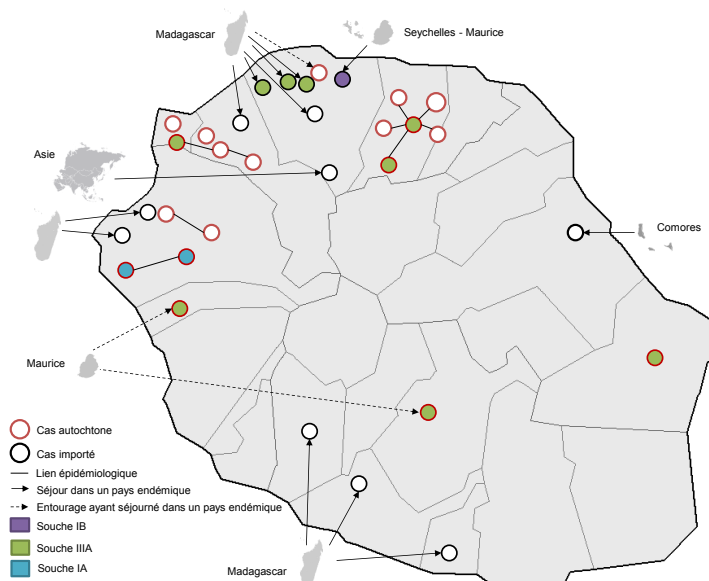 Madagascar
Seychelles - Maurice
Asie
Comores
Maurice
Cas autochtone
Cas importé
Lien épidémiologique
Séjour dans un pays endémique
Entourage ayant séjourné dans un pays endémique
Souche IB
Souche IIIA
Souche IA
Madagascar